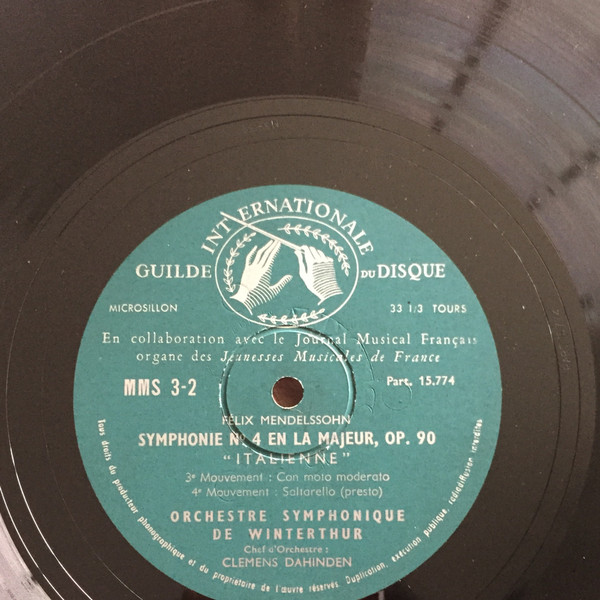 INTERNATIONALE
GUILDE DU DISQUE
MICROSILLON
33 1/3 TOURS
En collaboration avec le Journal Musical Français
organe des Jeunesses Musicales de France
MMS 3-2
Part. 15.774
FÉLIX MENDELSSOHN
SYMPHONIE No 4 EN LA MAJEUR, OP. 90
"ITALIENNE"
3e Mouvement : Con moto moderato
4e Mouvement : Saltarello (presto)
ORCHESTRE SYMPHONIQUE
DE WINTERTHUR
Chef d'Orchestre :
CLEMENS DAHINDEN
Tous droits du producteur phonographique et du propriétaire de l'œuvre réservés. Duplication, exécution publique, radiodiffusion interdites